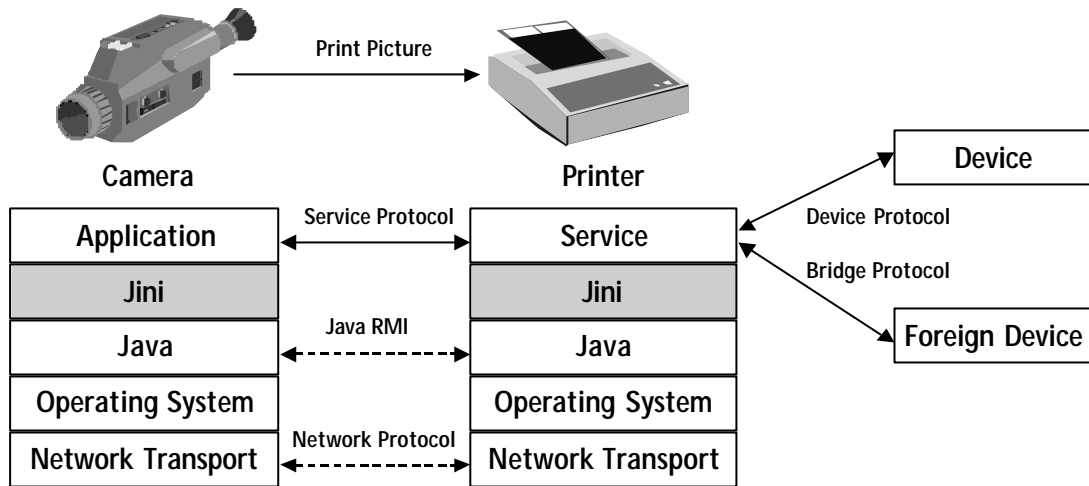 Print Picture
Camera
Printer
Device
Device Protocol
Bridge Protocol
Foreign Device
Application
Service Protocol
Service
Jini
Jini
Java
Java RMI
Java
Operating System
Operating System
Network Transport
Network Protocol
Network Transport